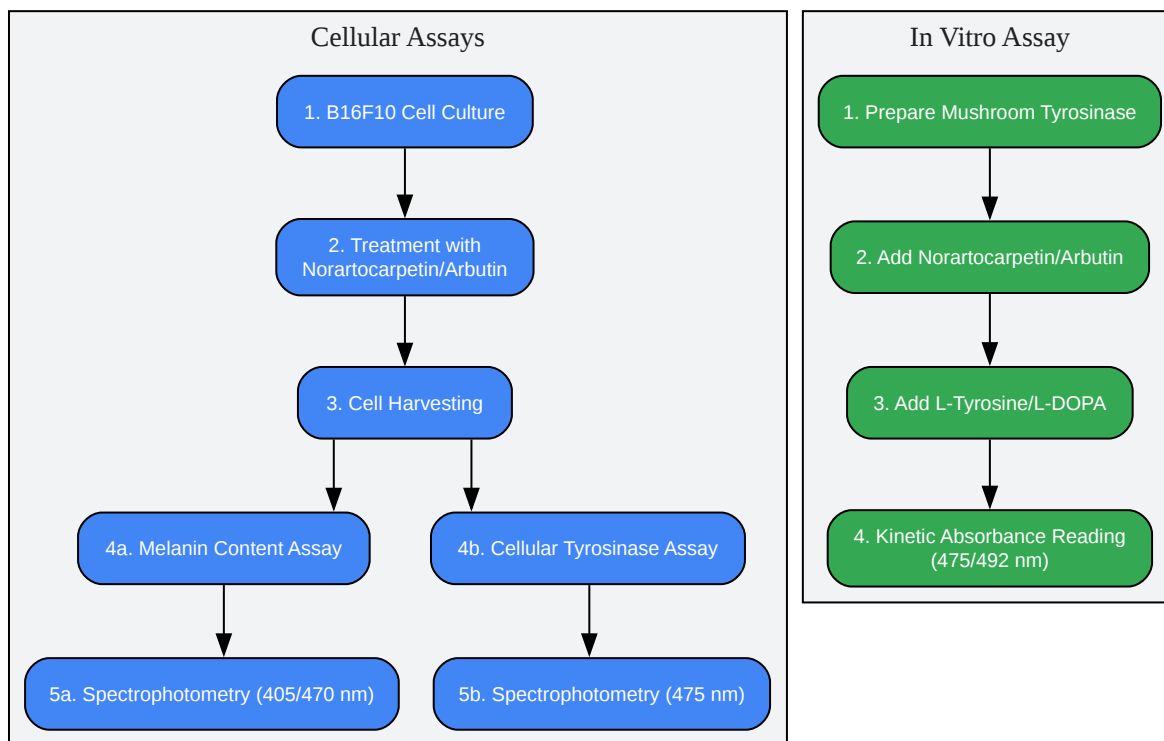 Cellular Assays
1. B16F10 Cell Culture
2. Treatment with
Norartocarpetin/Arbutin
3. Cell Harvesting
4a. Melanin Content Assay
4b. Cellular Tyrosinase Assay
5a. Spectrophotometry (405/470 nm)
5b. Spectrophotometry (475 nm)
In Vitro Assay
1. Prepare Mushroom Tyrosinase
2. Add Norartocarpetin/Arbutin
3. Add L-Tyrosine/L-DOPA
4. Kinetic Absorbance Reading
(475/492 nm)